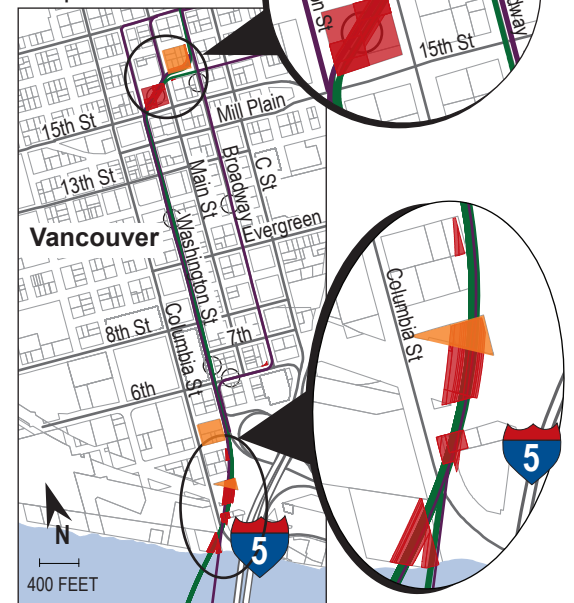 15th St
15th St
Mill Plain
13th St
Main St
Broadway
C St
Evergreen
Vancouver
Washington St
Columbia St
8th St
7th
6th
N
5
400 FEET
Columbia St
5